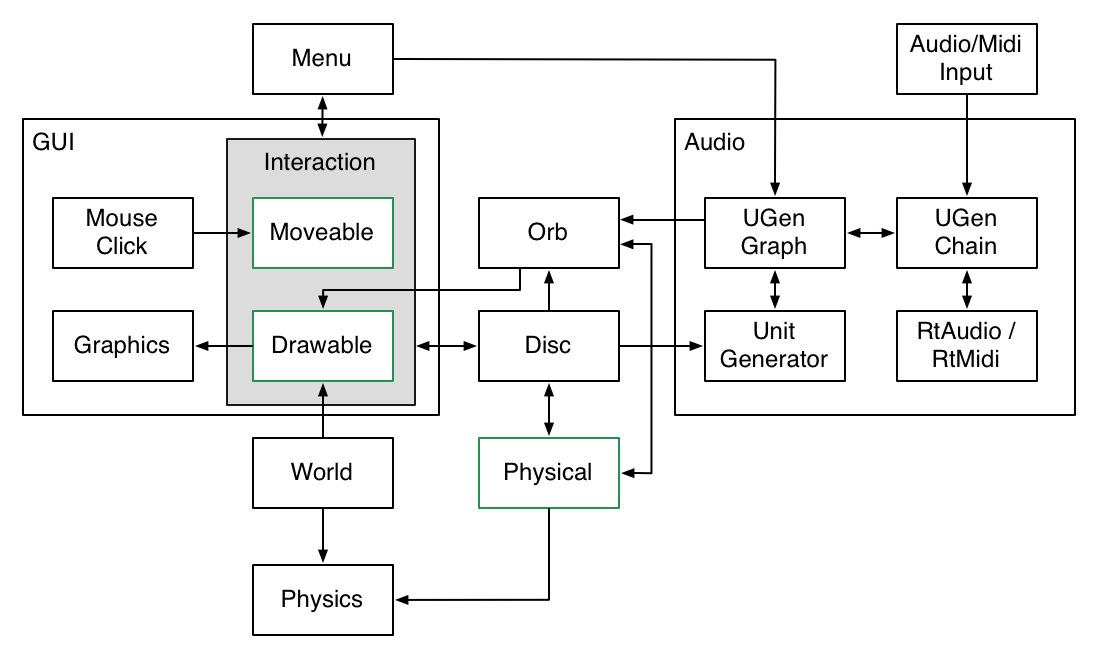 Menu
Audio/Midi
Input
GUI
Interaction
Audio
Mouse
Click
Moveable
Orb
UGen
Graph
UGen
Chain
Graphics
Drawable
Disc
Unit
Generator
RtAudio /
RtMidi
World
Physical
Physics